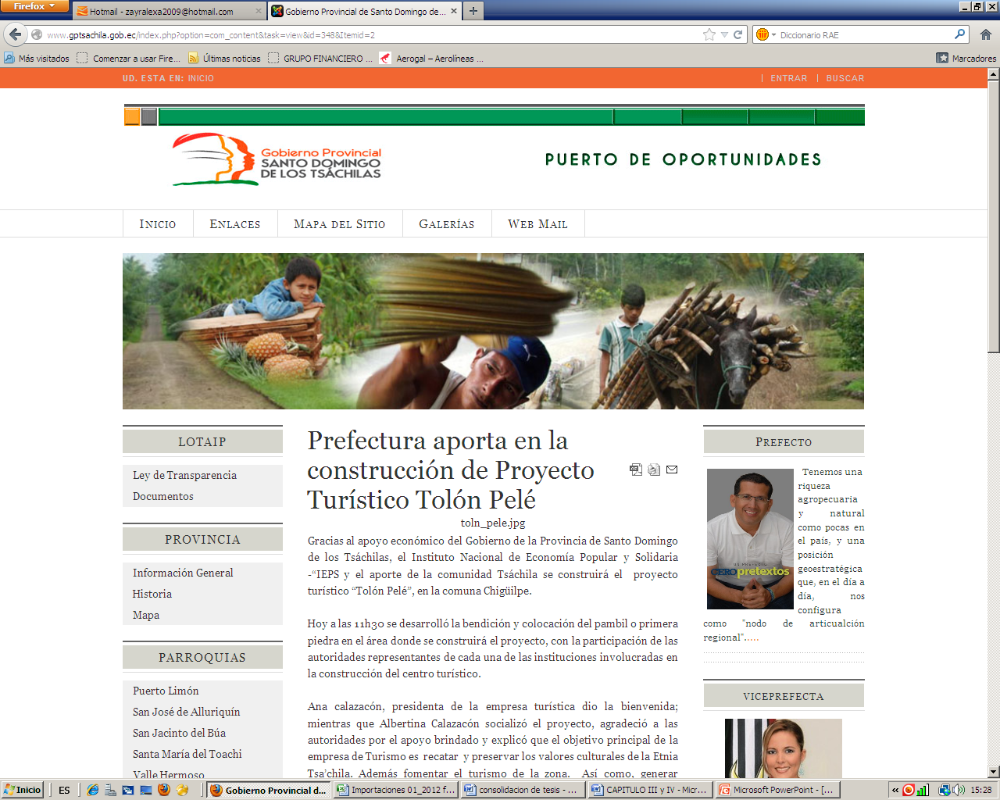 Firefox
Hotmail - zayralexa2009@hotmail.com
Gobierno Provincial de Santo Domingo de...
www.gptsachila.gob.ec/index.php?option=com_content&task=view&id=348&Itemid=2
Diccionario RAE
Más visitados
Comenzar a usar Fire...
Últimas noticias
GRUPO FINANCIERO ...
Aerogal – Aerolíneas ...
Marcadores
UD. ESTA EN: INICIO
ENTRAR
BUSCAR
Gobierno Provincial
SANTO DOMINGO
DE LOS TSÁCHILAS
PUERTO DE OPORTUNIDADES
INICIO
ENLACES
MAPA DEL SITIO
GALERÍAS
WEB MAIL
LOTAIP
Ley de Transparencia
Documentos
PROVINCIA
Información General
Historia
Mapa
PARROQUIAS
Puerto Limón
San José de Alluriquín
San Jacinto del Búa
Santa María del Toachi
Valle Hermoso
Prefectura aporta en la
construcción de Proyecto
Turístico Tolón Pelé
toln_pele.jpg
Gracias al apoyo económico del Gobierno de la Provincia de Santo Domingo
de los Tsáchilas, el Instituto Nacional de Economía Popular y Solidaria
-“IEPS y el aporte de la comunidad Tsáchila se construirá el proyecto
turístico “Tolón Pelé”, en la comuna Chigüilpe.
Hoy a las 11h30 se desarrolló la bendición y colocación del pambil o primera
piedra en el área donde se construirá el proyecto, con la participación de las
autoridades representantes de cada una de las instituciones involucradas en
la construcción del centro turístico.
Ana calazacón, presidenta de la empresa turística dio la bienvenida;
mientras que Albertina Calazacón socializó el proyecto, agradeció a las
autoridades por el apoyo brindado y explicó que el objetivo principal de la
empresa de Turismo es recatar y preservar los valores culturales de la Etnia
Tsa’chila. Además fomentar el turismo de la zona. Así como, generar
PREFECTO
Tenemos una
riqueza
agropecuaria
y natural
como pocas en
el país, y una
posición
geoestratégica
que, en el día a
día, nos
configura
como "nodo de articualción
regional".....
CERO pretextos
VICEPREFECTA
Inicio
ES
Gobierno Provincial d...
Importaciones 01_2012 f...
consolidacion de tesis - ...
CAPITULO III y IV - Micr...
Microsoft PowerPoint - [...
15:28